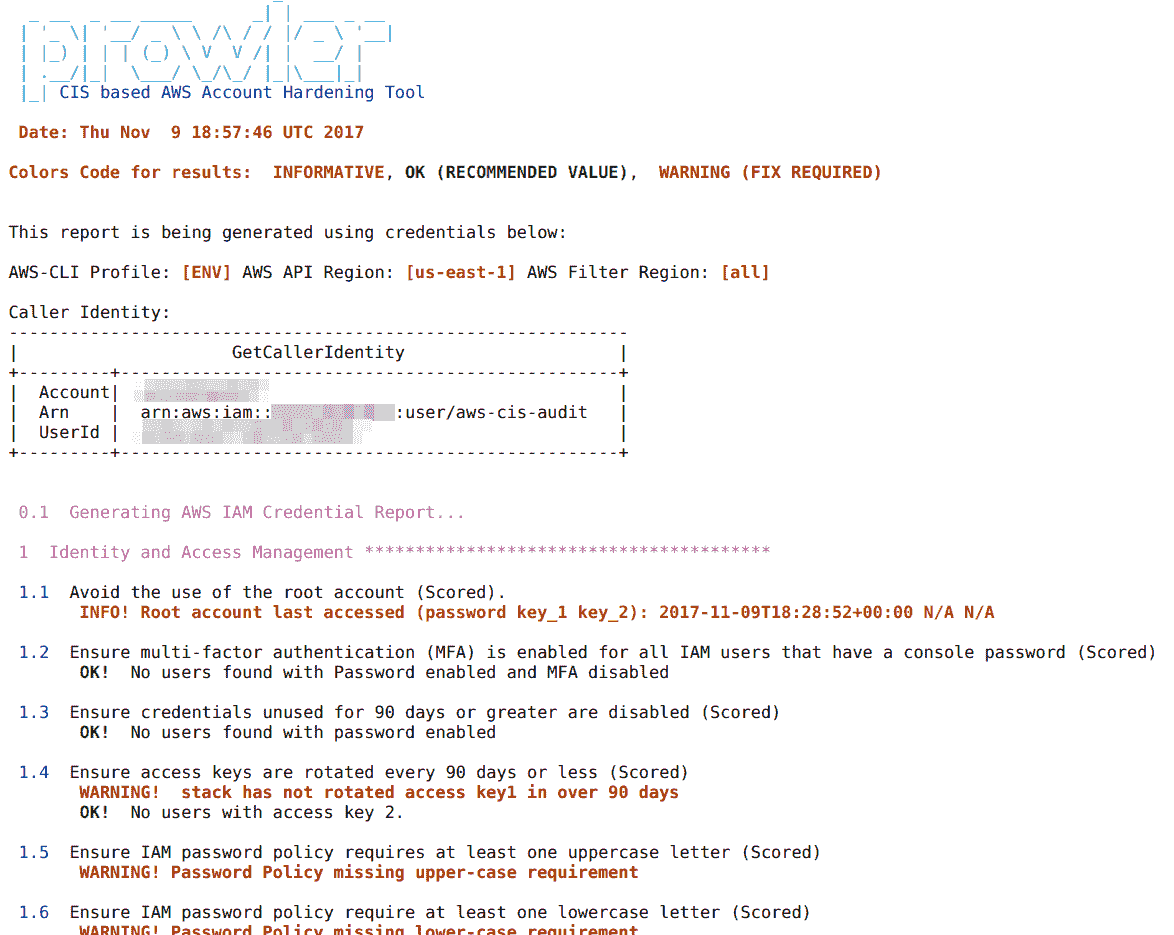 prowler
CIS based AWS Account Hardening Tool
Date: Thu Nov  9 18:57:46 UTC 2017
Colors Code for results:  INFORMATIVE, OK (RECOMMENDED VALUE),  WARNING (FIX REQUIRED)
This report is being generated using credentials below:
AWS-CLI Profile: [ENV] AWS API Region: [us-east-1] AWS Filter Region: [all]
Caller Identity:
GetCallerIdentity
Account
Arn | arn:aws:iam:: :user/aws-cis-audit
UserId
0.1  Generating AWS IAM Credential Report...
1  Identity and Access Management ****************************************
1.1  Avoid the use of the root account (Scored).
INFO! Root account last accessed (password key_1 key_2): 2017-11-09T18:28:52+00:00 N/A N/A
1.2  Ensure multi-factor authentication (MFA) is enabled for all IAM users that have a console password (Scored)
OK!  No users found with Password enabled and MFA disabled
1.3  Ensure credentials unused for 90 days or greater are disabled (Scored)
OK!  No users found with password enabled
1.4  Ensure access keys are rotated every 90 days or less (Scored)
WARNING!  stack has not rotated access key1 in over 90 days
OK!  No users with access key 2.
1.5  Ensure IAM password policy requires at least one uppercase letter (Scored)
WARNING! Password Policy missing upper-case requirement
1.6  Ensure IAM password policy require at least one lowercase letter (Scored)
WARNING! Password Policy missing lower-case requirement